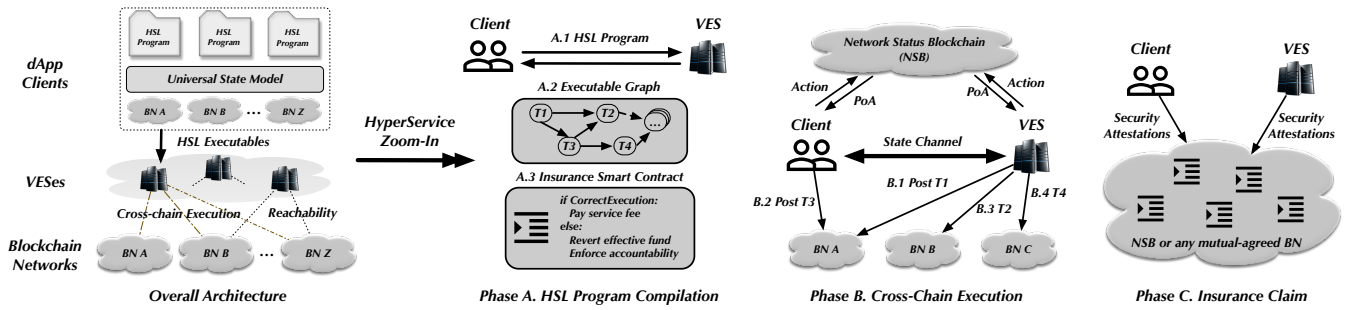 dApp
Clients
VESes
Blockchain
Networks
HSL
Program
HSL
Program
HSL
Program
Universal State Model
BN A
BN B
...
BN Z
HSL Executables
Cross-chain Execution
Reachability
BN A
BN B
...
BN Z
Overall Architecture
HyperService
Zoom-In
Client
VES
A.1 HSL Program
A.2 Executable Graph
T1
T2
...
T3
T4
A.3 Insurance Smart Contract
if CorrectExecution:
Pay service fee
else:
Revert effective fund
Enforce accountability
Phase A. HSL Program Compilation
Network Status Blockchain
(NSB)
Action
PoA
Action
PoA
Client
VES
State Channel
B.1 Post T1
B.2 Post T3
B.3 T2
B.4 T4
BN A
BN B
BN C
Phase B. Cross-Chain Execution
Client
VES
Security
Attestations
Security
Attestations
NSB or any mutual-agreed BN
Phase C. Insurance Claim